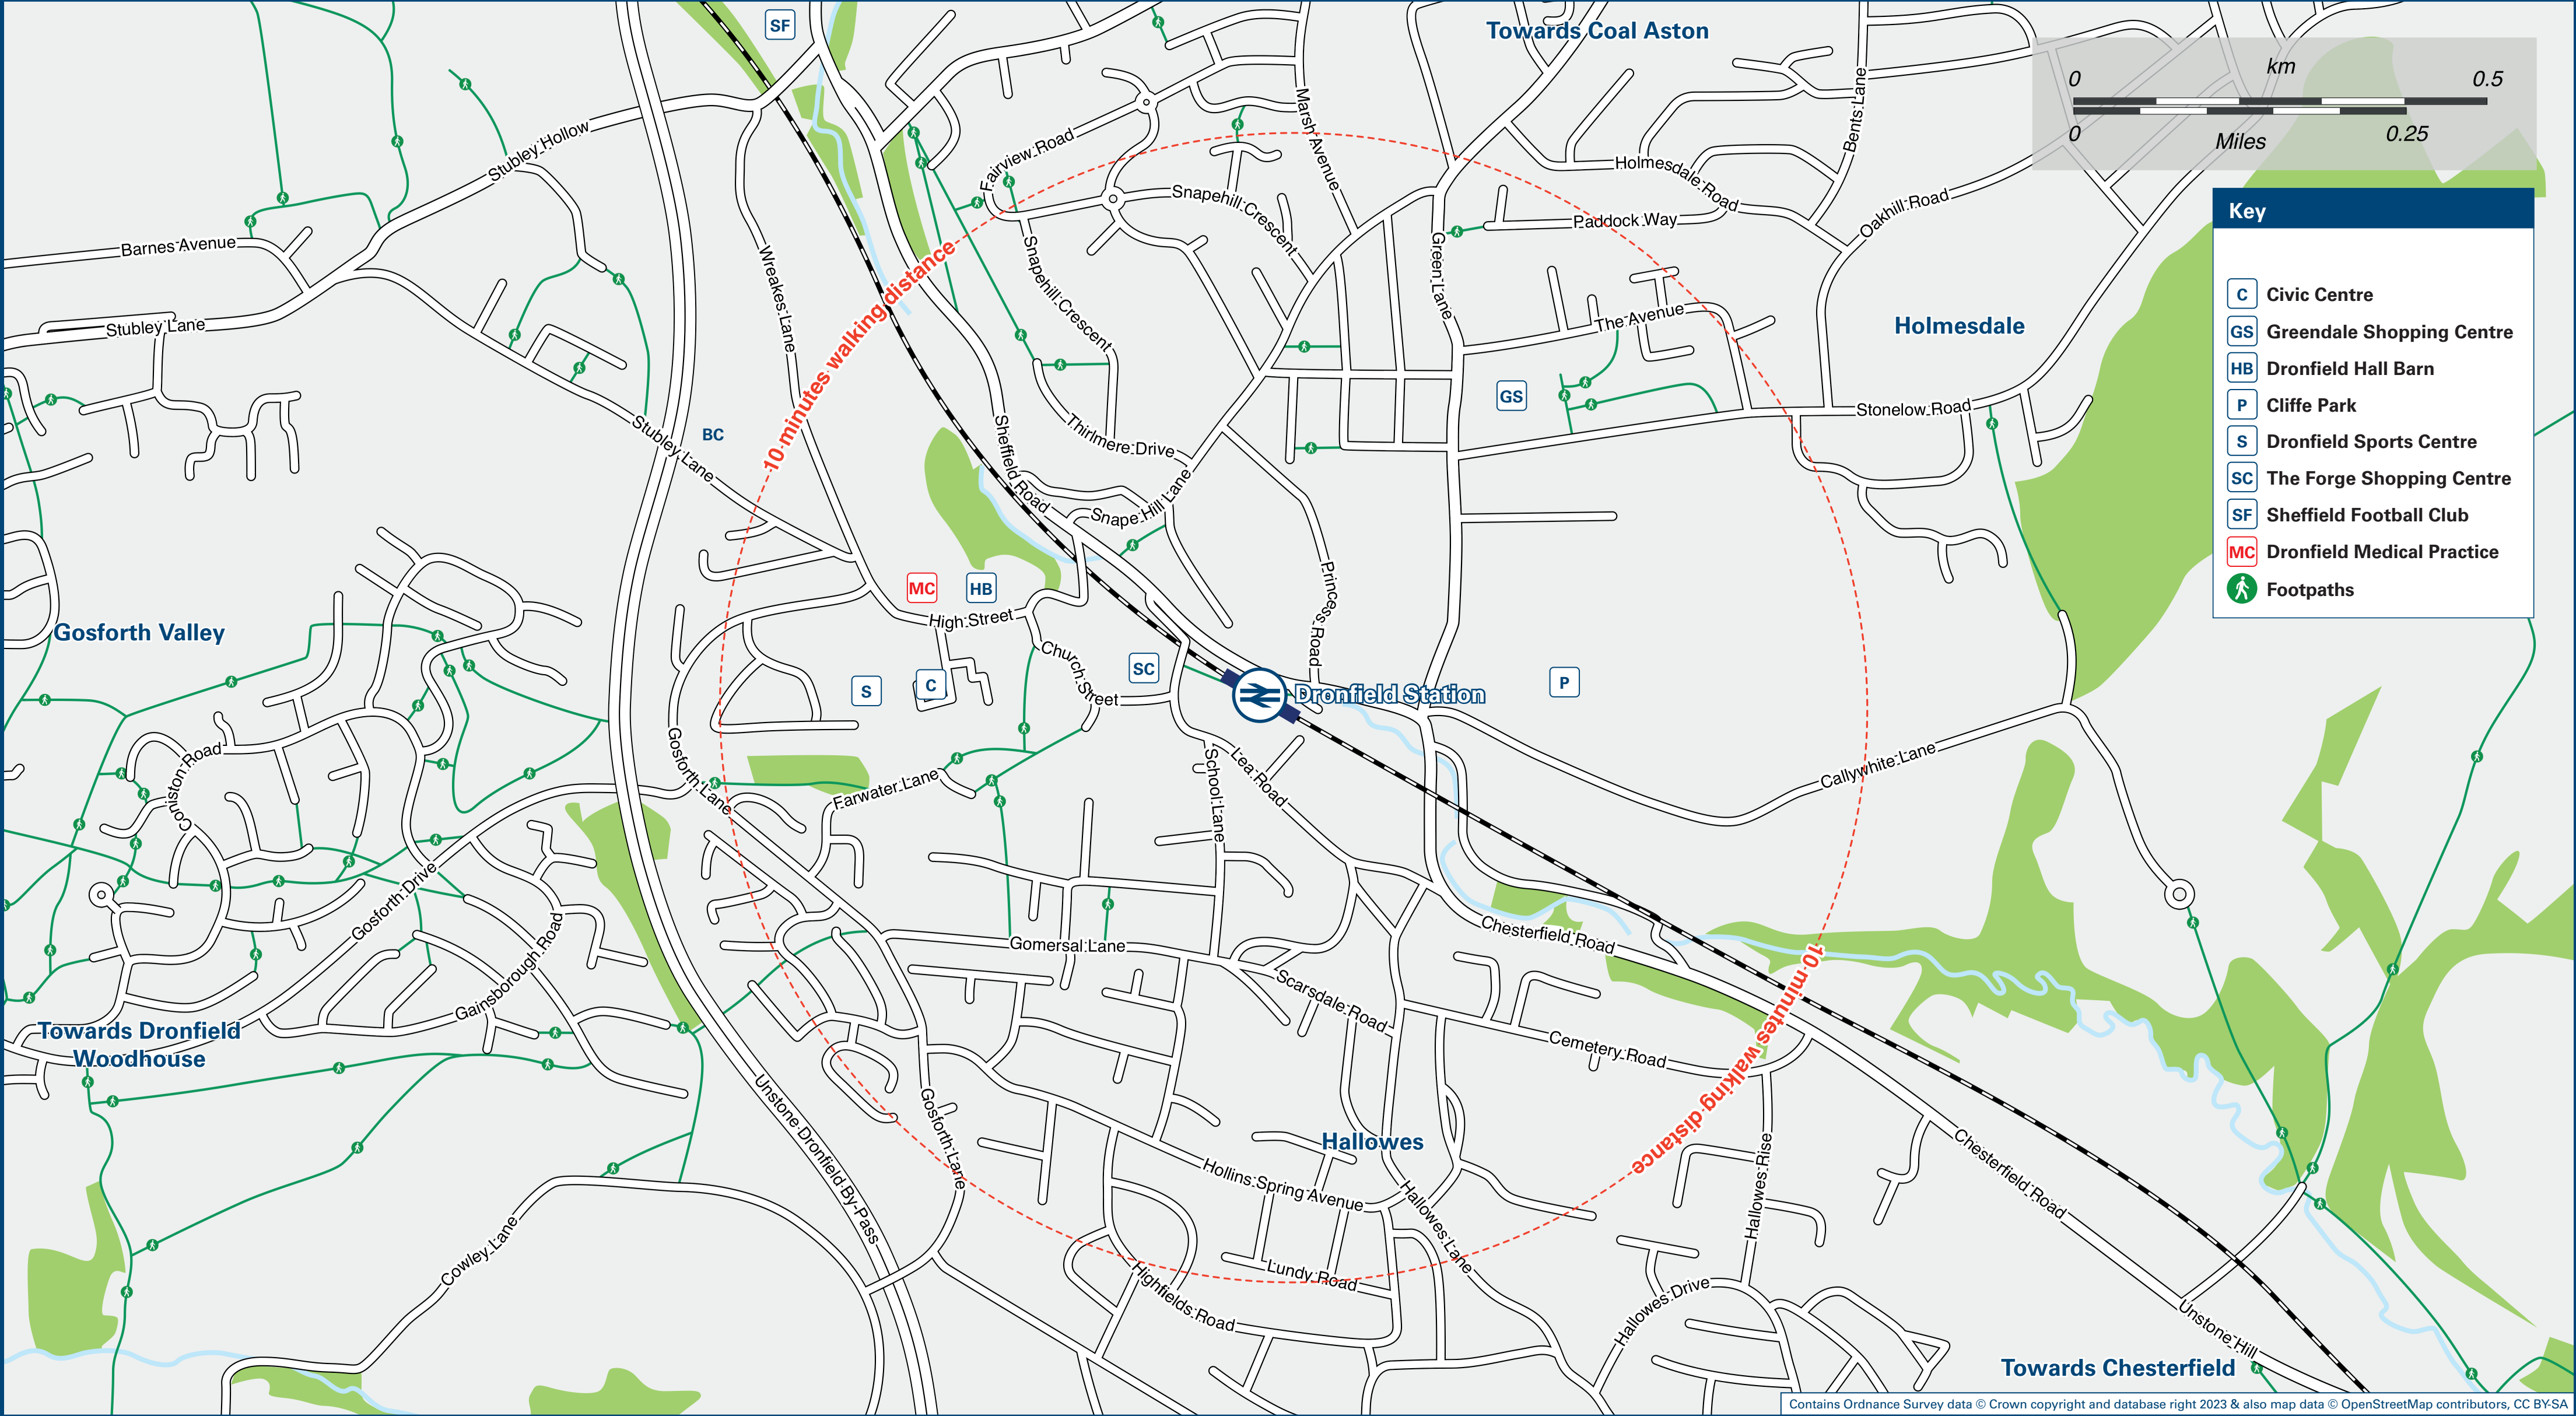 SF
Towards Coal Aston
0 km 0.5
0 Miles 0.25
Key
C Civic Centre
GS Greendale Shopping Centre
HB Dronfield Hall Barn
P Cliffe Park
S Dronfield Sports Centre
SC The Forge Shopping Centre
SF Sheffield Football Club
MC Dronfield Medical Practice
Footpaths
Stubley Hollow
Fairview Road
Marsh Avenue
Bents Lane
Holmesdale Road
Snapehill Crescent
Paddock Way
Oakhill Road
Barnes Avenue
Wreakes Lane
Snapehill Crescent
Green Lane
10 minutes walking distance
Stubley Lane
The Avenue
Holmesdale
GS
Stonelow Road
BC
Stubley Lane
Sheffield Road
Thirlmere Drive
Snape Hill Lane
MC
HB
High Street
Princess Road
Gosforth Valley
Church Street
SC
S
C
P
Dronfield Station
Coniston Road
Gosforth Lane
Farwater Lane
School Lane
Lea Road
Callywhite Lane
Gosforth Drive
Gainsborough Road
Gomersal Lane
Chesterfield Road
Scarsdale Road
10 minutes walking distance
Cemetery Road
Towards Dronfield
Woodhouse
Unstone Dronfield By-Pass
Gosforth Lane
Hallowes
Hollins Spring Avenue
Hallowes Lane
Hallowes Rise
Chesterfield Road
Cowley Lane
Highfields Road
Lundy Road
Hallowes Drive
Unstone Hill
Towards Chesterfield
Contains Ordnance Survey data © Crown copyright and database right 2023 & also map data © OpenStreetMap contributors, CC BY-SA